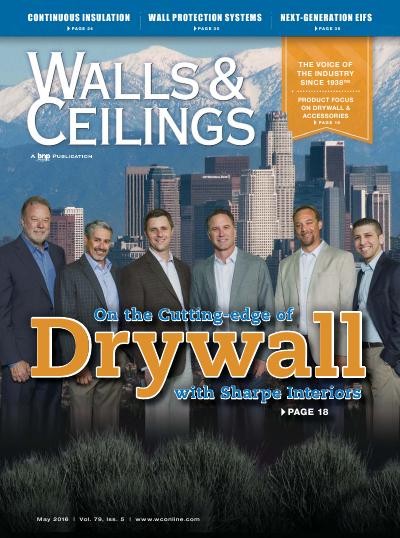 CONTINUOUS INSULATION
PAGE 24
WALL PROTECTION SYSTEMS
PAGE 30
NEXT-GENERATION EIFS
PAGE 38
WALLS &
CEILINGS
A bnp PUBLICATION
THE VOICE OF
THE INDUSTRY
SINCE 1938™
PRODUCT FOCUS
ON DRYWALL &
ACCESSORIES
PAGE 16
On the Cutting-edge of
Drywall
with Sharpe Interiors
PAGE 18
May 2016 | Vol. 79, Iss. 5 | www.wconline.com